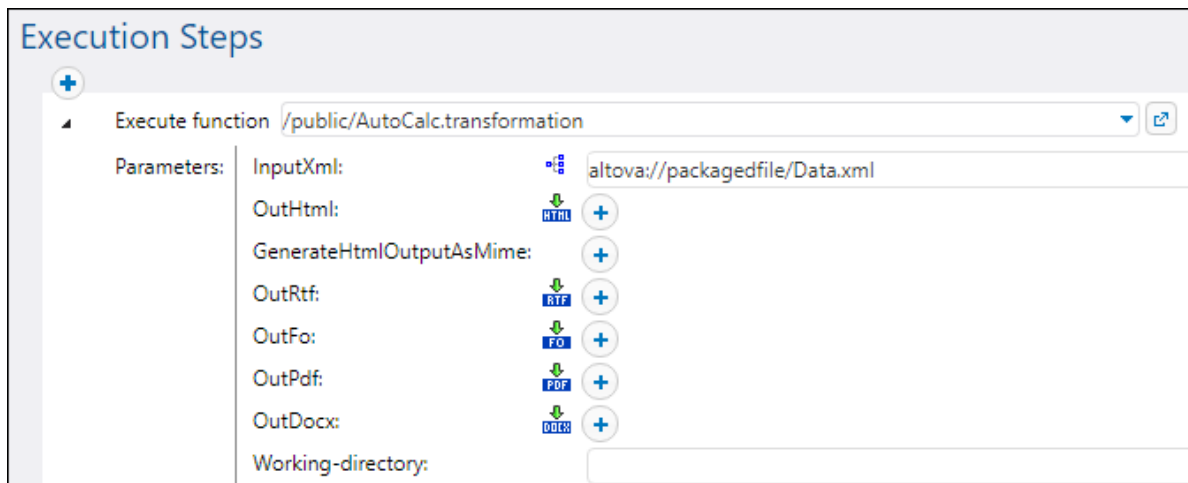 Execution Steps
Execute function /public/AutoCalc.transformation
Parameters: InputXml: altova://packagedfile/Data.xml
OutHtml: HTML
GenerateHtmlOutputAsMime:
OutRtf: RTF
OutFo: FO
OutPdf: PDF
OutDocx: DOCX
Working-directory: